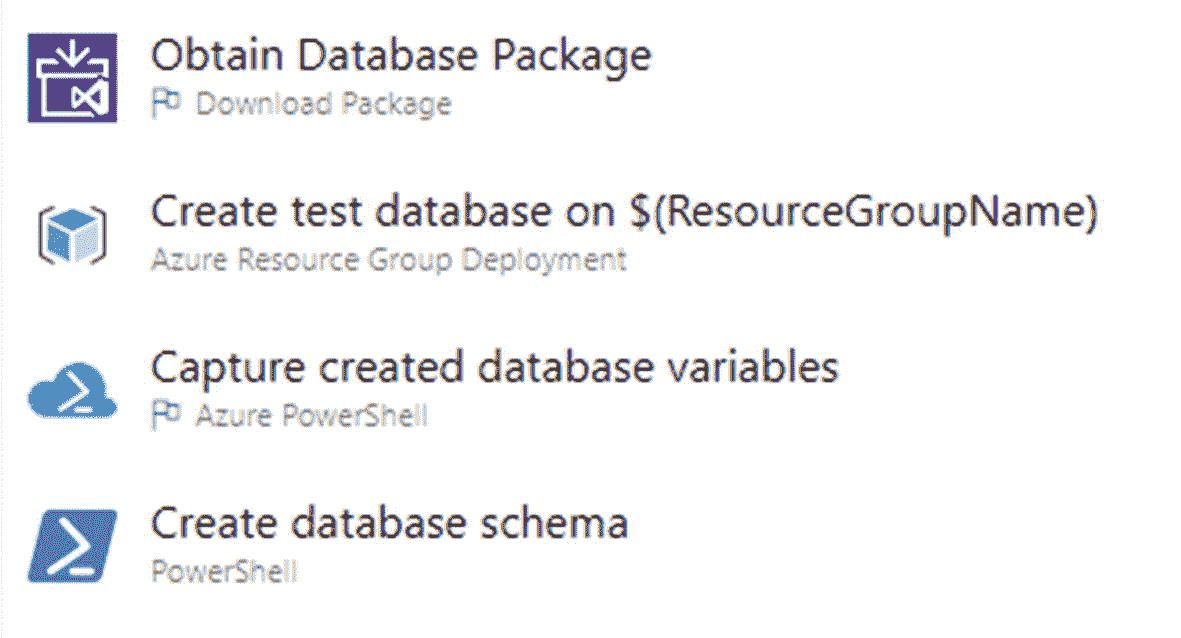 Obtain Database Package
Download Package
Create test database on $(ResourceGroupName)
Azure Resource Group Deployment
Capture created database variables
Azure PowerShell
Create database schema
PowerShell